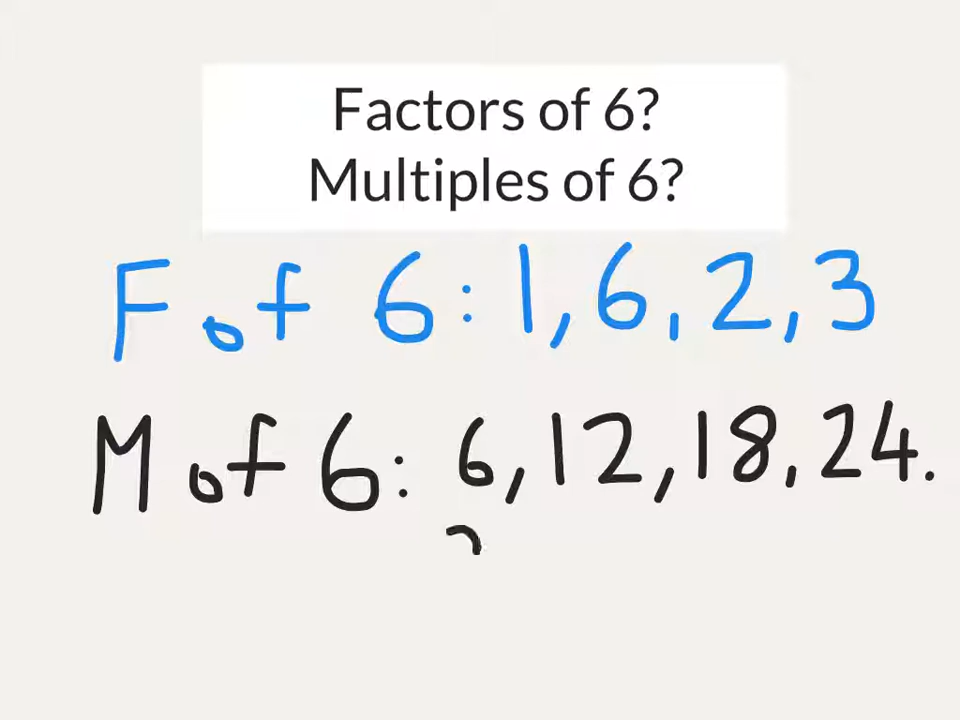 Factors of 6?
Multiples of 6?
F of 6: 1, 6, 2, 3
M of 6: 6, 12, 18, 24.